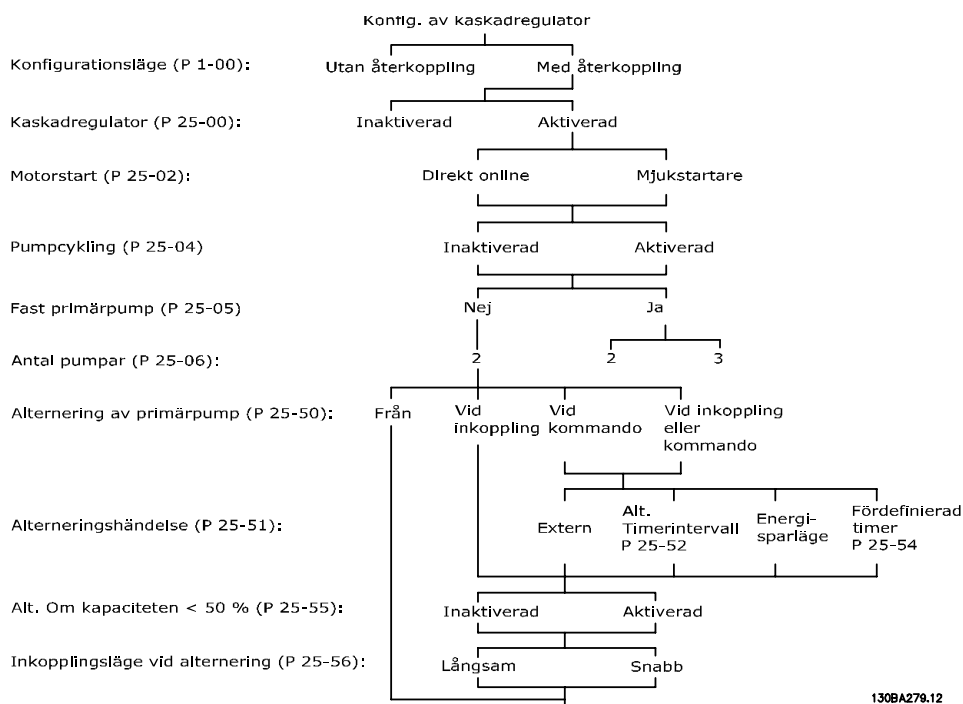 Konfig. av kaskadregulator
Konfigurationsläge (P 1-00): Utan återkoppling Med återkoppling
Kaskadregulator (P 25-00): Inaktiverad Aktiverad
Motorstart (P 25-02): Direkt online Mjukstartare
Pumpcykling (P 25-04) Inaktiverad Aktiverad
Fast primärpump (P 25-05) Nej Ja
Antal pumpar (P 25-06): 2 2 3
Alternering av primärpump (P 25-50): Från Vid inkoppling Vid kommando Vid inkoppling eller kommando
Alterneringshändelse (P 25-51): Extern Alt. Timerintervall P 25-52 Energi-sparläge Fördefinierad timer P 25-54
Alt. Om kapaciteten < 50 % (P 25-55): Inaktiverad Aktiverad
Inkopplingsläge vid alternering (P 25-56): Långsam Snabb
130BA279.12